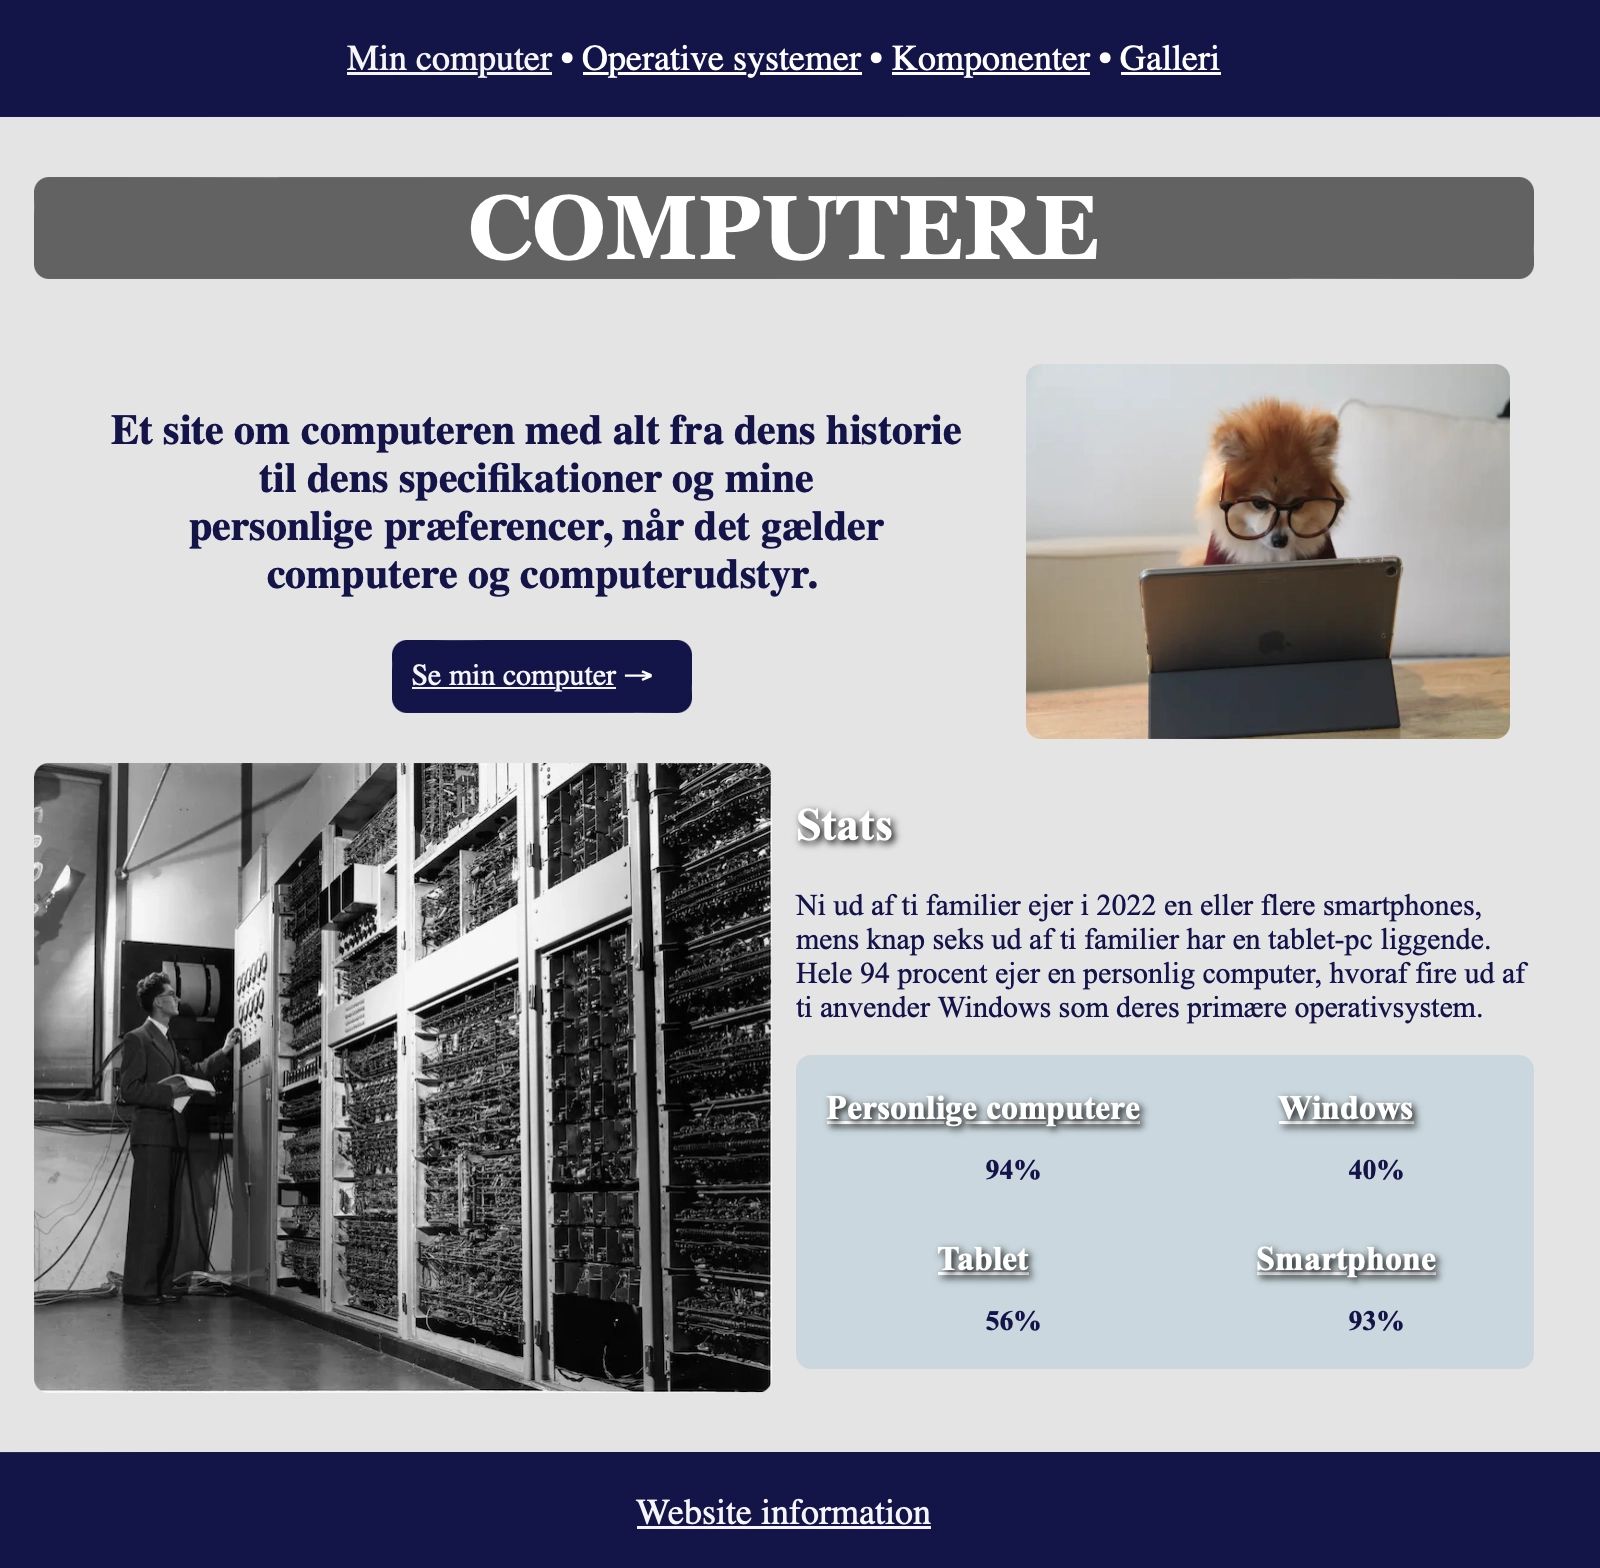 Min computer • Operative systemer • Komponenter • Galleri
COMPUTERE
Et site om computeren med alt fra dens historie
til dens specifikationer og mine
personlige præferencer, når det gælder
computere og computerudstyr.
Se min computer →
Stats
Ni ud af ti familier ejer i 2022 en eller flere smartphones,
mens knap seks ud af ti familier har en tablet-pc liggende.
Hele 94 procent ejer en personlig computer, hvoraf fire ud af
ti anvender Windows som deres primære operativsystem.
Personlige computere
94%
Windows
40%
Tablet
56%
Smartphone
93%
Website information